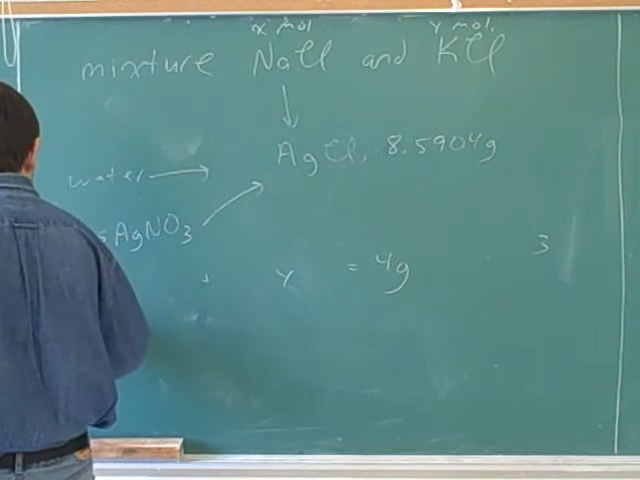 x mol y mol
mixture NaCl and KCl
AgCl, 8.5904g
water
AgNO3
3
y = 4g